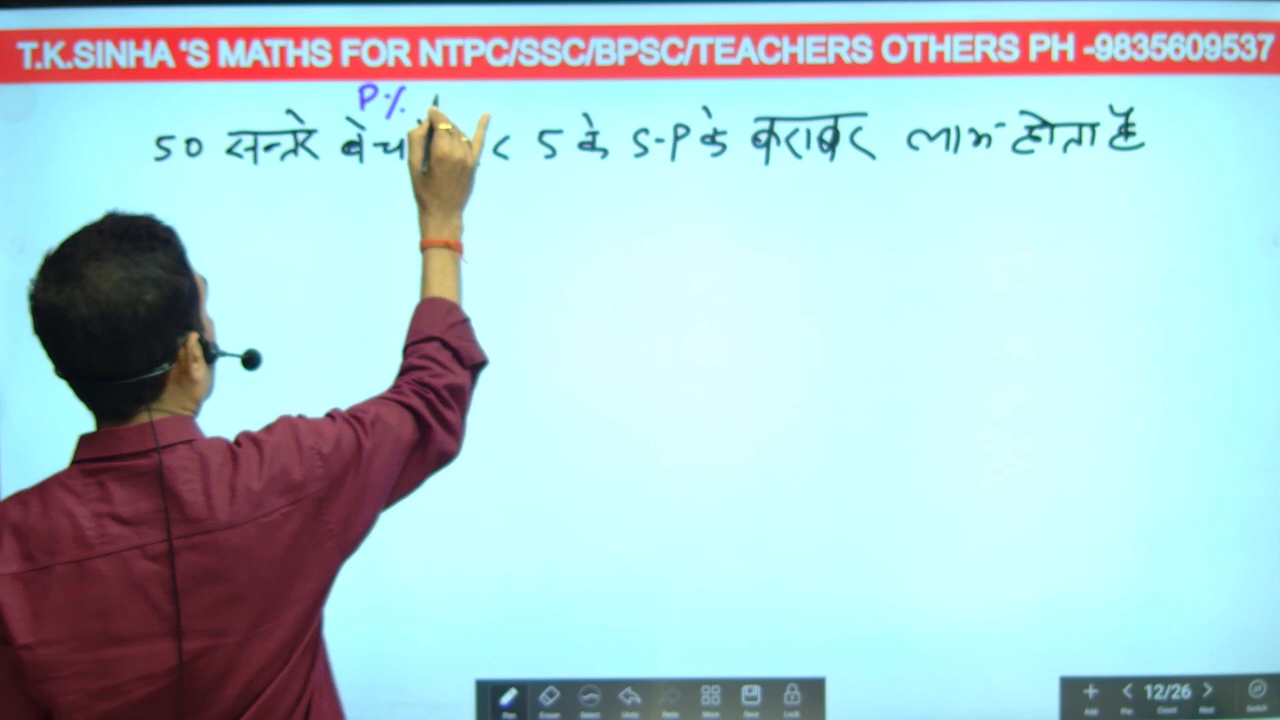 T.K.SINHA 'S MATHS FOR NTPC/SSC/BPSC/TEACHERS OTHERS PH -9835609537
P%
50 सन्तरे 5 के S-P के बराबर लाभ होता है
12/26